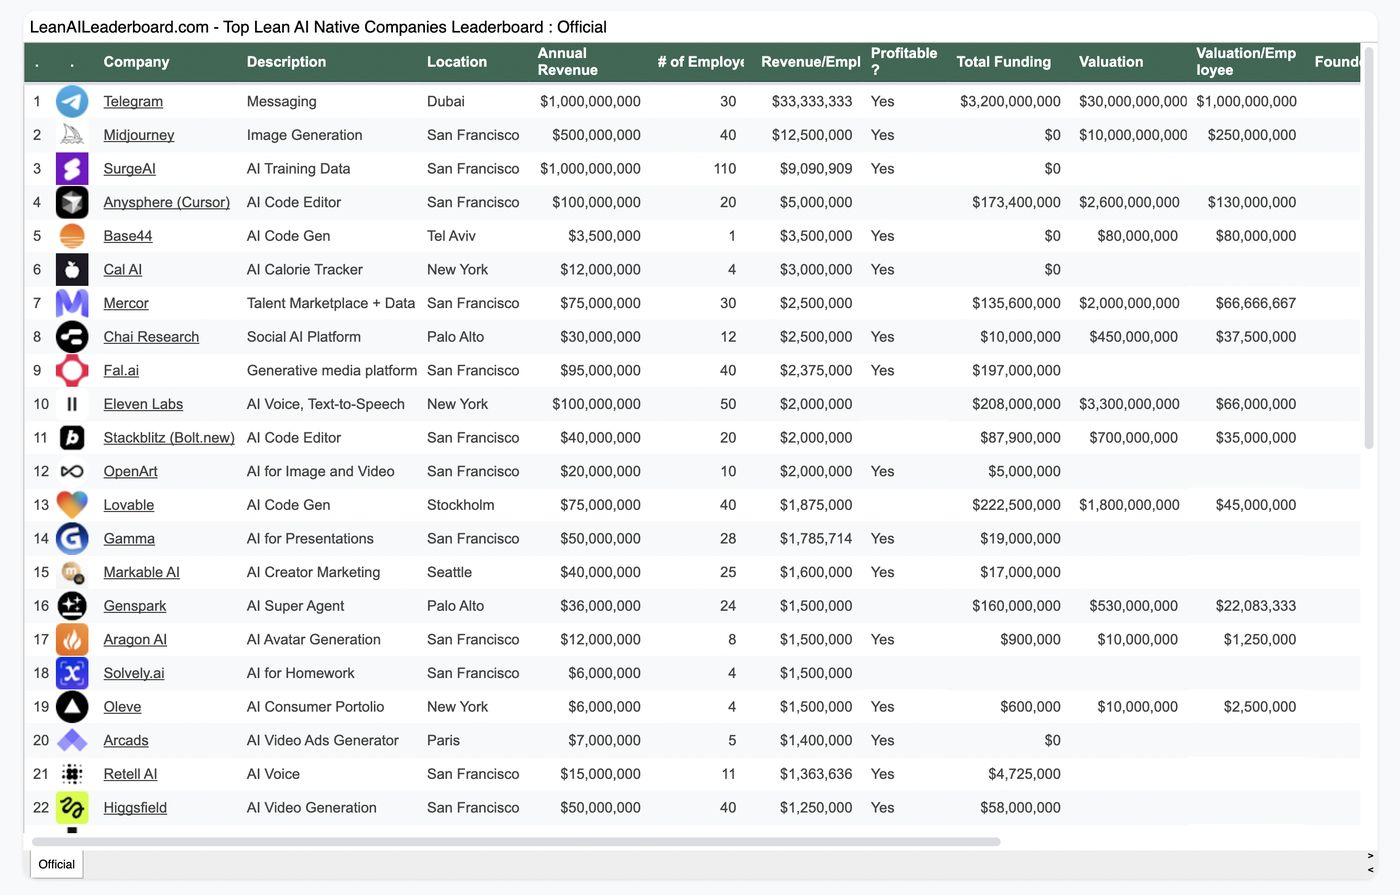 LeanAILeaderboard.com - Top Lean AI Native Companies Leaderboard : Official
. . Company Description Location Annual Revenue # of Employe Revenue/Empl Profitable ? Total Funding Valuation Valuation/Emp loyee Founde
1 Telegram Messaging Dubai $1,000,000,000 30 $33,333,333 Yes $3,200,000,000 $30,000,000,000 $1,000,000,000
2 Midjourney Image Generation San Francisco $500,000,000 40 $12,500,000 Yes $0 $10,000,000,000 $250,000,000
3 SurgeAI AI Training Data San Francisco $1,000,000,000 110 $9,090,909 Yes $0
4 Anysphere (Cursor) AI Code Editor San Francisco $100,000,000 20 $5,000,000 $173,400,000 $2,600,000,000 $130,000,000
5 Base44 AI Code Gen Tel Aviv $3,500,000 1 $3,500,000 Yes $0 $80,000,000 $80,000,000
6 Cal AI AI Calorie Tracker New York $12,000,000 4 $3,000,000 Yes $0
7 Mercor Talent Marketplace + Data San Francisco $75,000,000 30 $2,500,000 $135,600,000 $2,000,000,000 $66,666,667
8 Chai Research Social AI Platform Palo Alto $30,000,000 12 $2,500,000 Yes $10,000,000 $450,000,000 $37,500,000
9 Fal.ai Generative media platform San Francisco $95,000,000 40 $2,375,000 Yes $197,000,000
10 Eleven Labs AI Voice, Text-to-Speech New York $100,000,000 50 $2,000,000 $208,000,000 $3,300,000,000 $66,000,000
11 Stackblitz (Bolt.new) AI Code Editor San Francisco $40,000,000 20 $2,000,000 $87,900,000 $700,000,000 $35,000,000
12 OpenArt AI for Image and Video San Francisco $20,000,000 10 $2,000,000 Yes $5,000,000
13 Lovable AI Code Gen Stockholm $75,000,000 40 $1,875,000 $222,500,000 $1,800,000,000 $45,000,000
14 Gamma AI for Presentations San Francisco $50,000,000 28 $1,785,714 Yes $19,000,000
15 Markable AI AI Creator Marketing Seattle $40,000,000 25 $1,600,000 Yes $17,000,000
16 Genspark AI Super Agent Palo Alto $36,000,000 24 $1,500,000 $160,000,000 $530,000,000 $22,083,333
17 Aragon AI AI Avatar Generation San Francisco $12,000,000 8 $1,500,000 Yes $900,000 $10,000,000 $1,250,000
18 Solvely.ai AI for Homework San Francisco $6,000,000 4 $1,500,000
19 Oleve AI Consumer Portolio New York $6,000,000 4 $1,500,000 Yes $600,000 $10,000,000 $2,500,000
20 Arcads AI Video Ads Generator Paris $7,000,000 5 $1,400,000 Yes $0
21 Retell AI AI Voice San Francisco $15,000,000 11 $1,363,636 Yes $4,725,000
22 Higgsfield AI Video Generation San Francisco $50,000,000 40 $1,250,000 Yes $58,000,000
Official